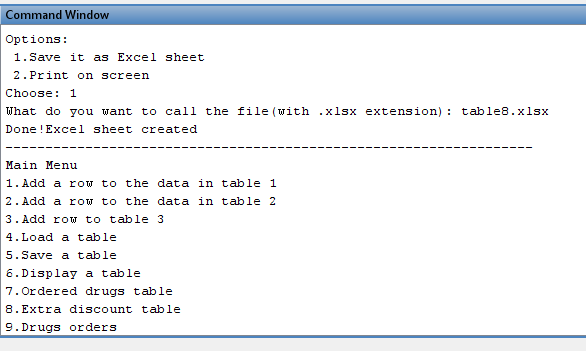 Command Window
Options:
1.Save it as Excel sheet
2.Print on screen
Choose: 1
What do you want to call the file(with .xlsx extension): table8.xlsx
Done!Excel sheet created
--------------------------------------------------------------------
Main Menu
1.Add a row to the data in table 1
2.Add a row to the data in table 2
3.Add row to table 3
4.Load a table
5.Save a table
6.Display a table
7.Ordered drugs table
8.Extra discount table
9.Drugs orders